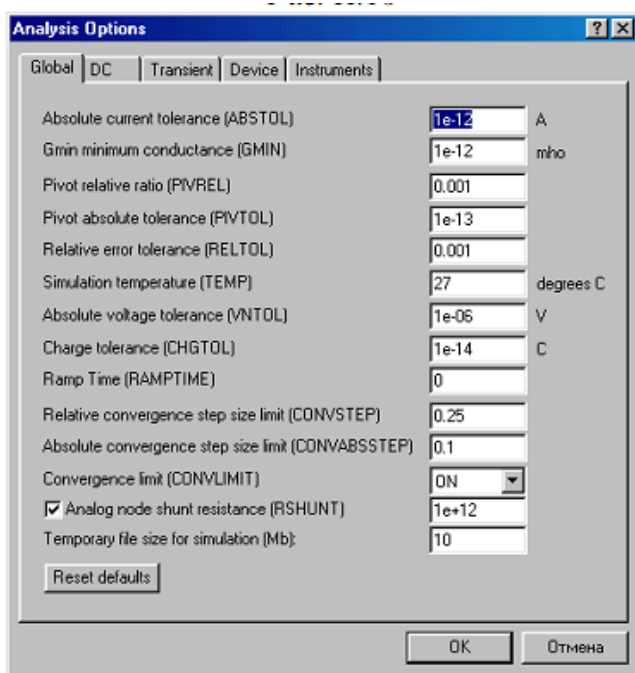 Analysis Options
Global DC Transient Device Instruments
Absolute current tolerance (ABSTOL) 1e-12 A
Gmin minimum conductance (GMIN) 1e-12 mho
Pivot relative ratio (PIVREL) 0.001
Pivot absolute tolerance (PIVTOL) 1e-13
Relative error tolerance (RELTOL) 0.001
Simulation temperature (TEMP) 27 degrees C
Absolute voltage tolerance (VNTOL) 1e-06 V
Charge tolerance (CHGTOL) 1e-14 C
Ramp Time (RAMPTIME) 0
Relative convergence step size limit (CONVSTEP) 0.25
Absolute convergence step size limit (CONVABSSTEP) 0.1
Convergence limit (CONVLIMIT) ON
Analog node shunt resistance (RSHUNT) 1e+12
Temporary file size for simulation (Mb): 10
Reset defaults
OK Отмена